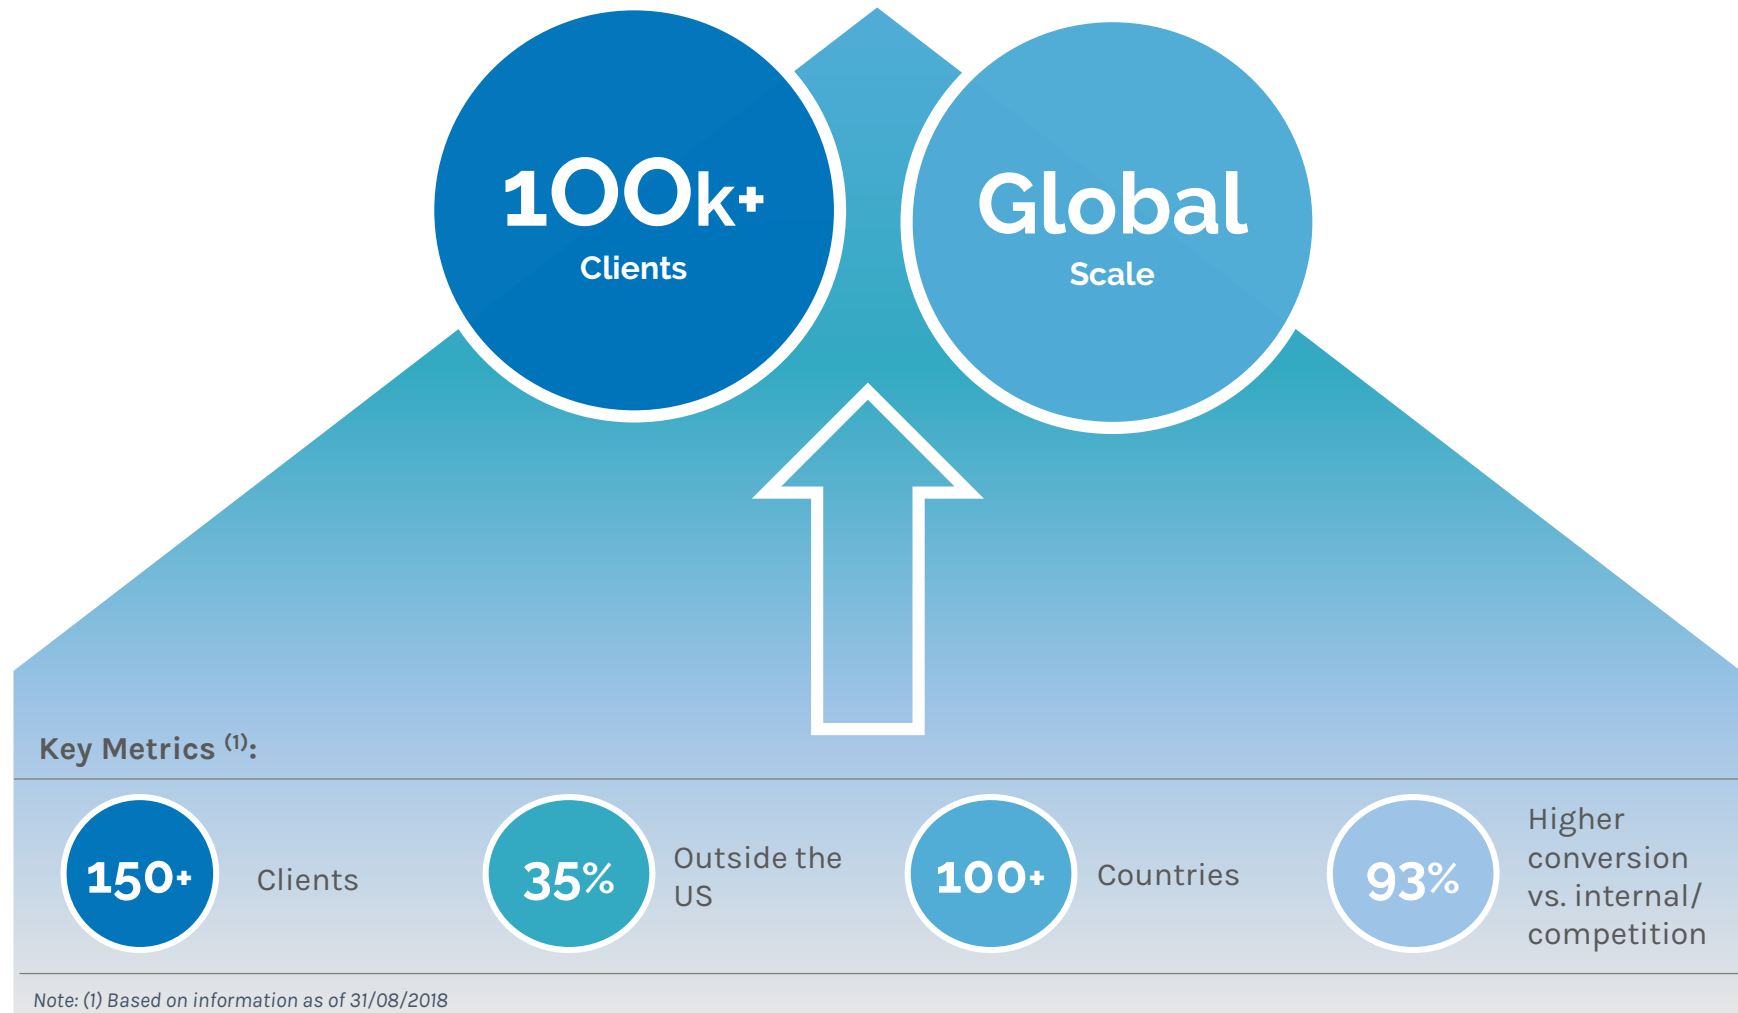 100k+
Clients
Global
Scale
Key Metrics (1):
150+
Clients
35%
Outside the
US
100+
Countries
93%
Higher
conversion
vs. internal/
competition
Note: (1) Based on information as of 31/08/2018